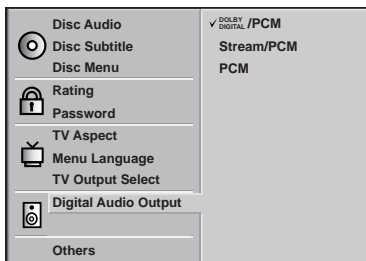 Disc Audio
Disc Subtitle
Disc Menu
Rating
Password
TV Aspect
Menu Language
TV Output Select
Digital Audio Output
Others
DOLBY DIGITAL /PCM
Stream/PCM
PCM